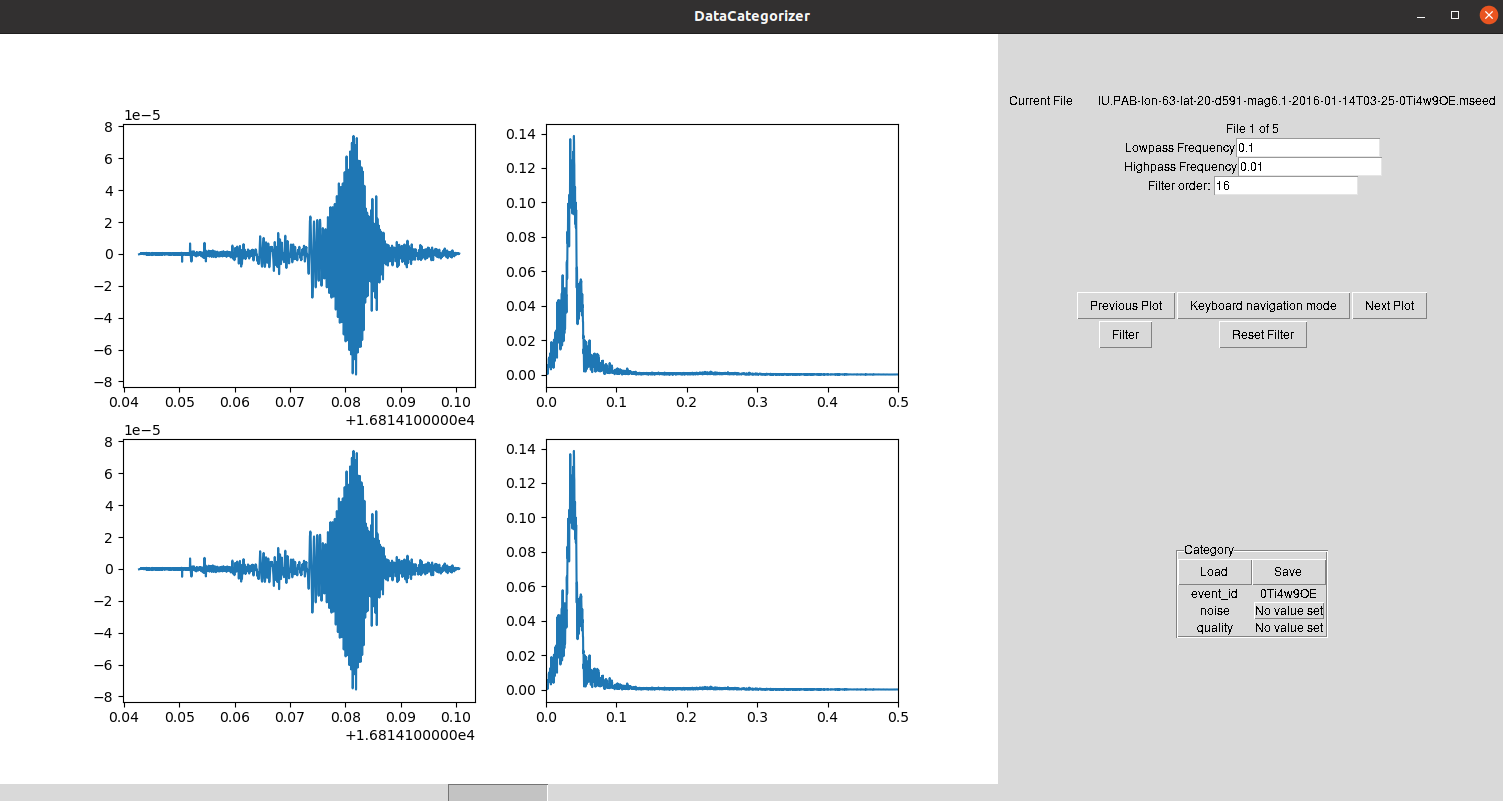 DataCategorizer
1e−5
8
6
4
2
0
−2
−4
−6
−8
0.04 0.05 0.06 0.07 0.08 0.09 0.10
+1.6814100000e4
0.14
0.12
0.10
0.08
0.06
0.04
0.02
0.00
0.0 0.1 0.2 0.3 0.4 0.5
1e−5
8
6
4
2
0
−2
−4
−6
−8
0.04 0.05 0.06 0.07 0.08 0.09 0.10
+1.6814100000e4
0.14
0.12
0.10
0.08
0.06
0.04
0.02
0.00
0.0 0.1 0.2 0.3 0.4 0.5
Current File IU.PAB-lon-63-lat-20-d591-mag6.1-2016-01-14T03-25-0Ti4w9OE.mseed
File 1 of 5
Lowpass Frequency 0.1
Highpass Frequency 0.01
Filter order: 16
Previous Plot Keyboard navigation mode Next Plot
Filter Reset Filter
Category
Load Save
event_id 0Ti4w9OE
noise No value set
quality No value set